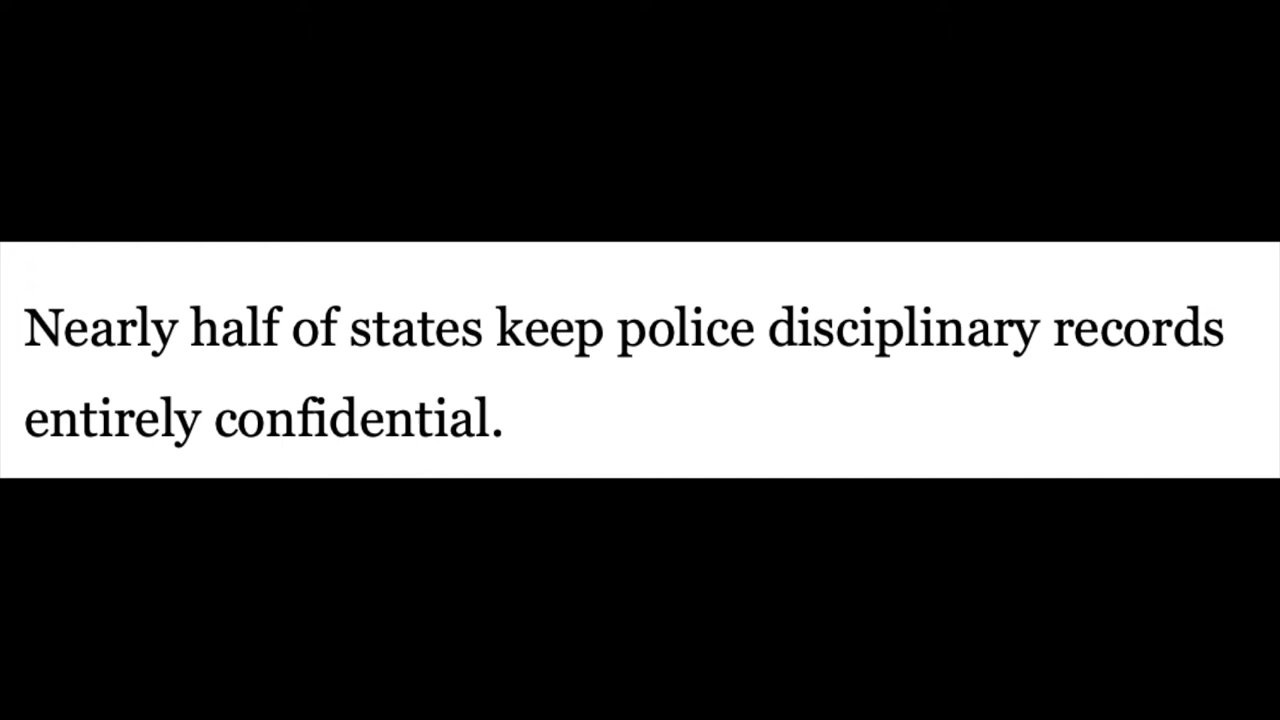 Nearly half of states keep police disciplinary records
entirely confidential.